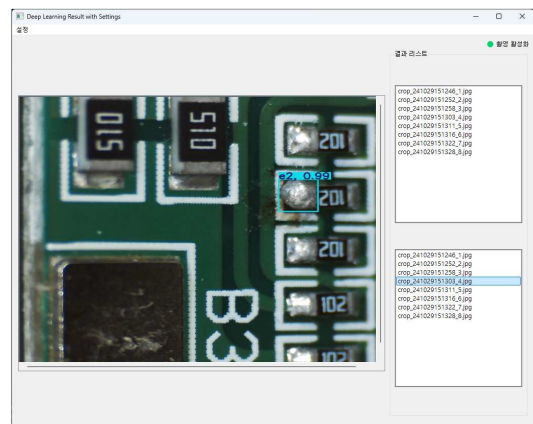 Deep Learning Result with Settings
설정
촬영 활성화
결과 리스트
crop_241029151246_1.jpg
crop_241029151252_2.jpg
crop_241029151258_3.jpg
crop_241029151303_4.jpg
crop_241029151311_5.jpg
crop_241029151316_6.jpg
crop_241029151322_7.jpg
crop_241029151328_8.jpg
510
510
201
e2, 0.99
201
201
102
B3
102
crop_241029151246_1.jpg
crop_241029151252_2.jpg
crop_241029151258_3.jpg
crop_241029151303_4.jpg
crop_241029151311_5.jpg
crop_241029151316_6.jpg
crop_241029151322_7.jpg
crop_241029151328_8.jpg